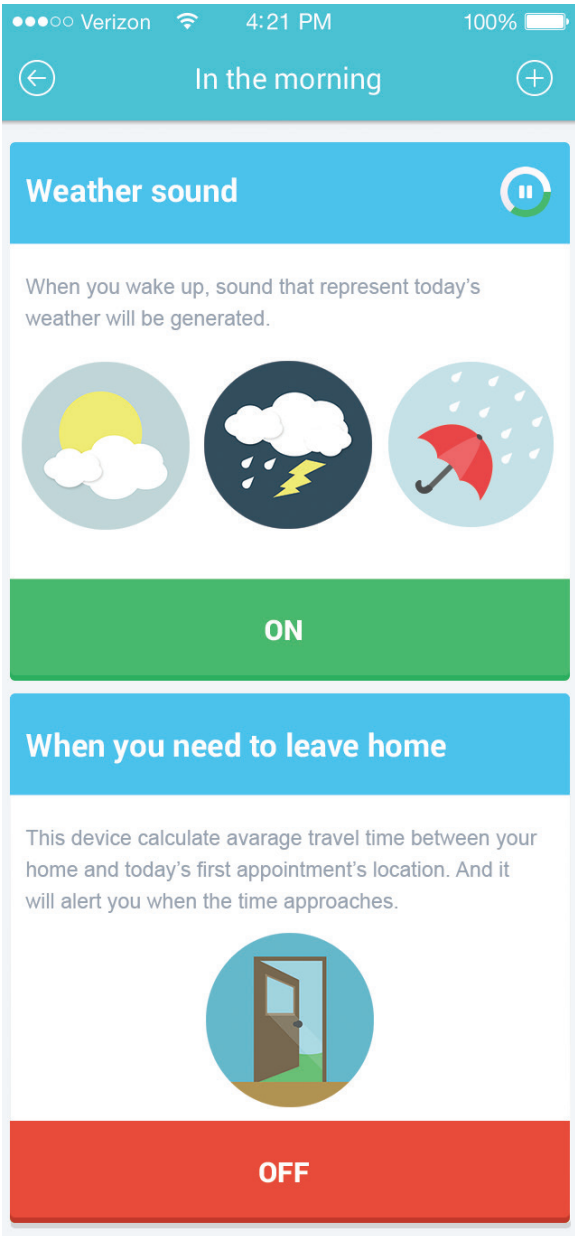 Verizon 4:21 PM 100%
In the morning
Weather sound
When you wake up, sound that represent today’s
weather will be generated.
ON
When you need to leave home
This device calculate avarage travel time between your
home and today’s first appointment’s location. And it
will alert you when the time approaches.
OFF